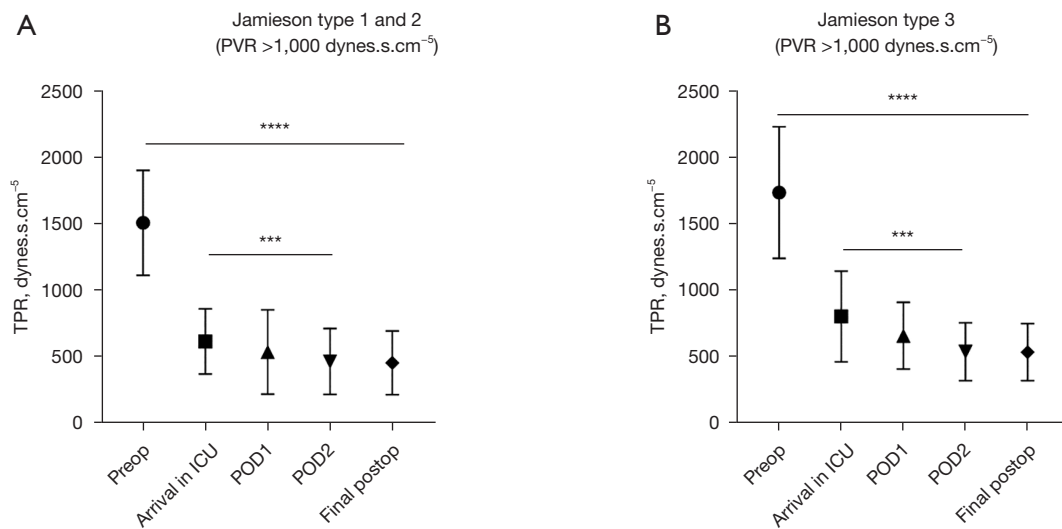 A
Jamieson type 1 and 2
(PVR >1,000 dynes.s.cm⁻⁵)
TPR, dynes.s.cm⁻⁵
2500
2000
1500
1000
500
0
****
***
Preop
Arrival in ICU
POD1
POD2
Final postop
B
Jamieson type 3
(PVR >1,000 dynes.s.cm⁻⁵)
TPR, dynes.s.cm⁻⁵
2500
2000
1500
1000
500
0
****
***
Preop
Arrival in ICU
POD1
POD2
Final postop